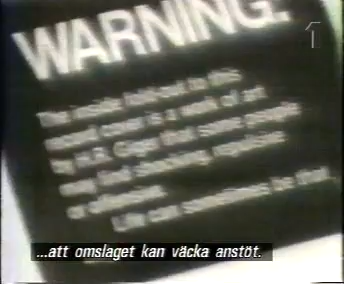 WARNING.
1
The inside foldout to this
record cover is a work of art
by H.R. Giger that some people
may find shocking, repulsive
or offensive.
Life can sometimes be that
...att omslaget kan väcka anstöt.